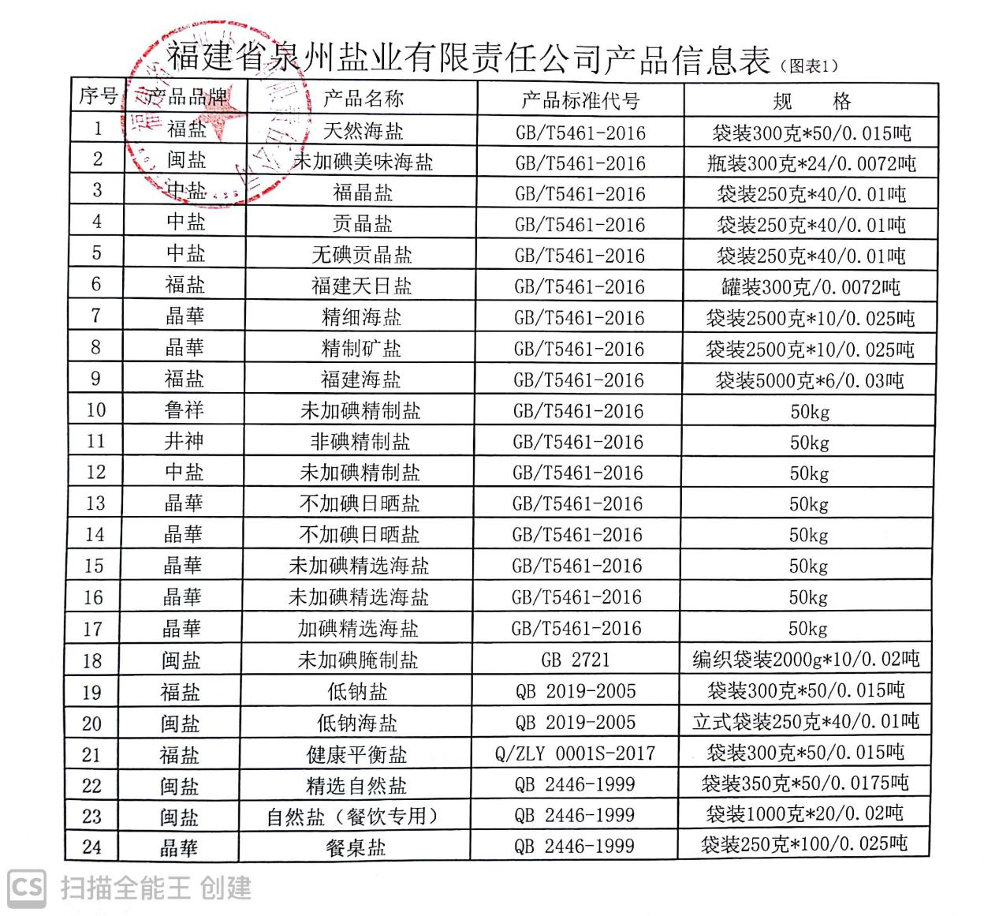 福建省泉州盐业有限责任公司产品信息表（图表1）
序号 产品品牌 产品名称 产品标准代号 规 格
1 福盐 天然海盐 GB/T5461-2016 袋装300克*50/0.015吨
2 闽盐 未加碘美味海盐 GB/T5461-2016 瓶装300克*24/0.0072吨
3 中盐 福晶盐 GB/T5461-2016 袋装250克*40/0.01吨
4 中盐 贡晶盐 GB/T5461-2016 袋装250克*40/0.01吨
5 中盐 无碘贡晶盐 GB/T5461-2016 袋装250克*40/0.01吨
6 福盐 福建天日盐 GB/T5461-2016 罐装300克/0.0072吨
7 晶華 精细海盐 GB/T5461-2016 袋装2500克*10/0.025吨
8 晶華 精制矿盐 GB/T5461-2016 袋装2500克*10/0.025吨
9 福盐 福建海盐 GB/T5461-2016 袋装5000克*6/0.03吨
10 鲁祥 未加碘精制盐 GB/T5461-2016 50kg
11 井神 非碘精制盐 GB/T5461-2016 50kg
12 中盐 未加碘精制盐 GB/T5461-2016 50kg
13 晶華 不加碘日晒盐 GB/T5461-2016 50kg
14 晶華 不加碘日晒盐 GB/T5461-2016 50kg
15 晶華 未加碘精选海盐 GB/T5461-2016 50kg
16 晶華 未加碘精选海盐 GB/T5461-2016 50kg
17 晶華 加碘精选海盐 GB/T5461-2016 50kg
18 闽盐 未加碘腌制盐 GB 2721 编织袋装2000g*10/0.02吨
19 福盐 低钠盐 QB 2019-2005 袋装300克*50/0.015吨
20 闽盐 低钠海盐 QB 2019-2005 立式袋装250克*40/0.01吨
21 福盐 健康平衡盐 Q/ZLY 0001S-2017 袋装300克*50/0.015吨
22 闽盐 精选自然盐 QB 2446-1999 袋装350克*50/0.0175吨
23 闽盐 自然盐（餐饮专用） QB 2446-1999 袋装1000克*20/0.02吨
24 晶華 餐桌盐 QB 2446-1999 袋装250克*100/0.025吨
CS 扫描全能王 创建